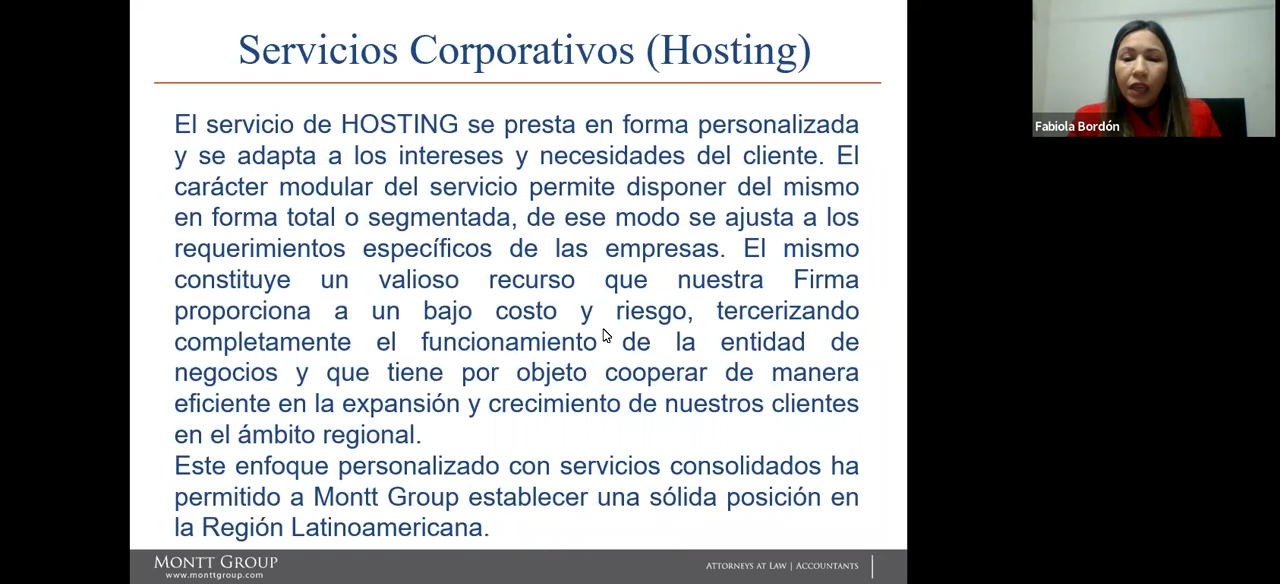 Servicios Corporativos (Hosting)
El servicio de HOSTING se presta en forma personalizada
y se adapta a los intereses y necesidades del cliente. El
carácter modular del servicio permite disponer del mismo
en forma total o segmentada, de ese modo se ajusta a los
requerimientos específicos de las empresas. El mismo
constituye un valioso recurso que nuestra Firma
proporciona a un bajo costo y riesgo, tercerizando
completamente el funcionamiento de la entidad de
negocios y que tiene por objeto cooperar de manera
eficiente en la expansión y crecimiento de nuestros clientes
en el ámbito regional.
Este enfoque personalizado con servicios consolidados ha
permitido a Montt Group establecer una sólida posición en
la Región Latinoamericana.
MONTT GROUP
www.monttgroup.com
ATTORNEYS AT LAW | ACCOUNTANTS
Fabiola Bordón